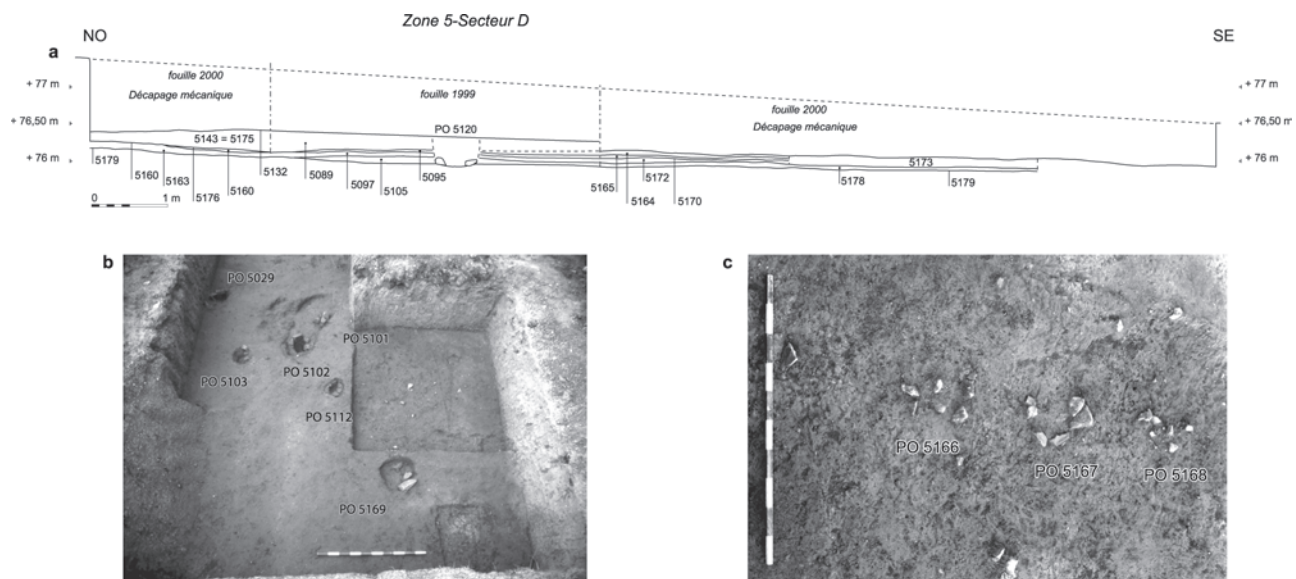 Zone 5-Secteur D
NO
SE
a
+ 77 m
+ 76,50 m
+ 76 m
fouille 2000
Décapage mécanique
fouille 1999
fouille 2000
Décapage mécanique
+ 77 m
+ 76,50 m
+ 76 m
PO 5120
5143 = 5175
5173
5179
5160
5163
5176
5160
5132
5089
5097
5105
5095
5165
5164
5172
5170
5178
5179
0 1 m
b
PO 5029
PO 5101
PO 5103
PO 5102
PO 5112
PO 5169
c
PO 5166
PO 5167
PO 5168